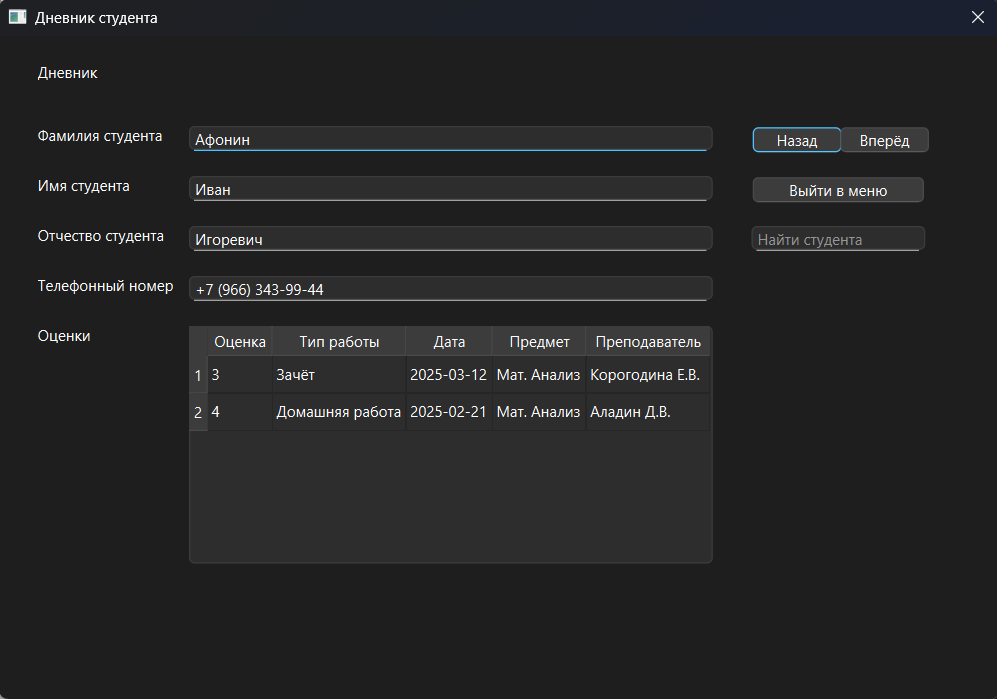 Дневник студента
Дневник
Фамилия студента Афонин Назад Вперёд
Имя студента Иван Выйти в меню
Отчество студента Игоревич Найти студента
Телефонный номер +7 (966) 343-99-44
Оценки Оценка Тип работы Дата Предмет Преподаватель
1 3 Зачёт 2025-03-12 Мат. Анализ Корогодина Е.В.
2 4 Домашняя работа 2025-02-21 Мат. Анализ Аладин Д.В.